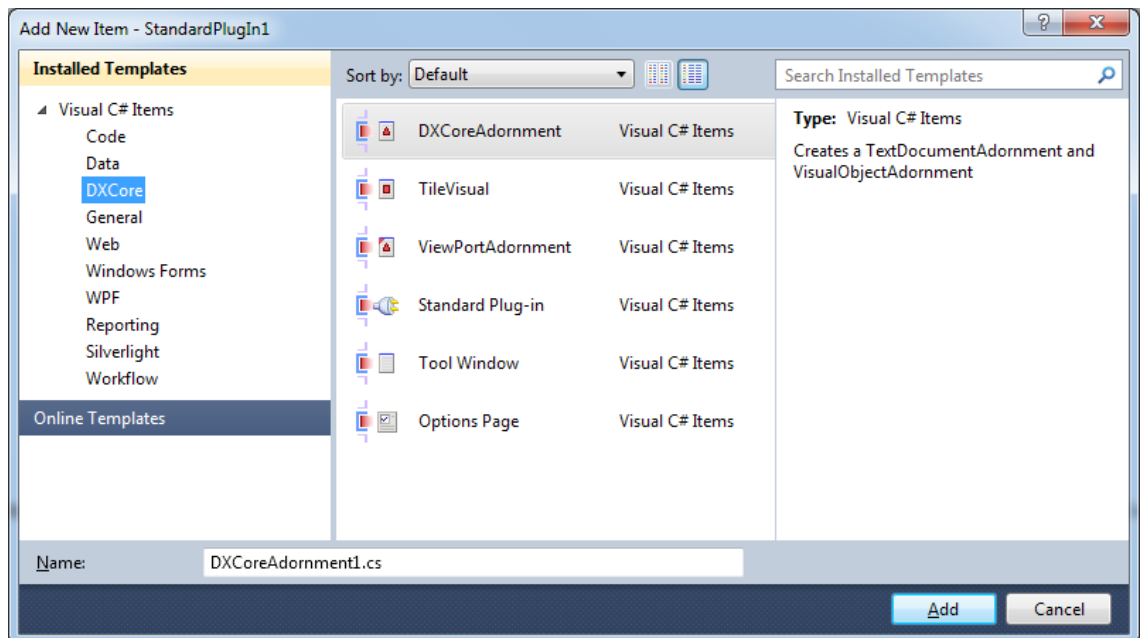 Add New Item - StandardPlugIn1
Installed Templates
Visual C# Items
Code
Data
DXCore
General
Web
Windows Forms
WPF
Reporting
Silverlight
Workflow
Online Templates
Sort by: Default
DXCoreAdornment Visual C# Items
TileVisual Visual C# Items
ViewPortAdornment Visual C# Items
Standard Plug-in Visual C# Items
Tool Window Visual C# Items
Options Page Visual C# Items
Search Installed Templates
Type: Visual C# Items
Creates a TextDocumentAdornment and
VisualObjectAdornment
Name: DXCoreAdornment1.cs
Add Cancel